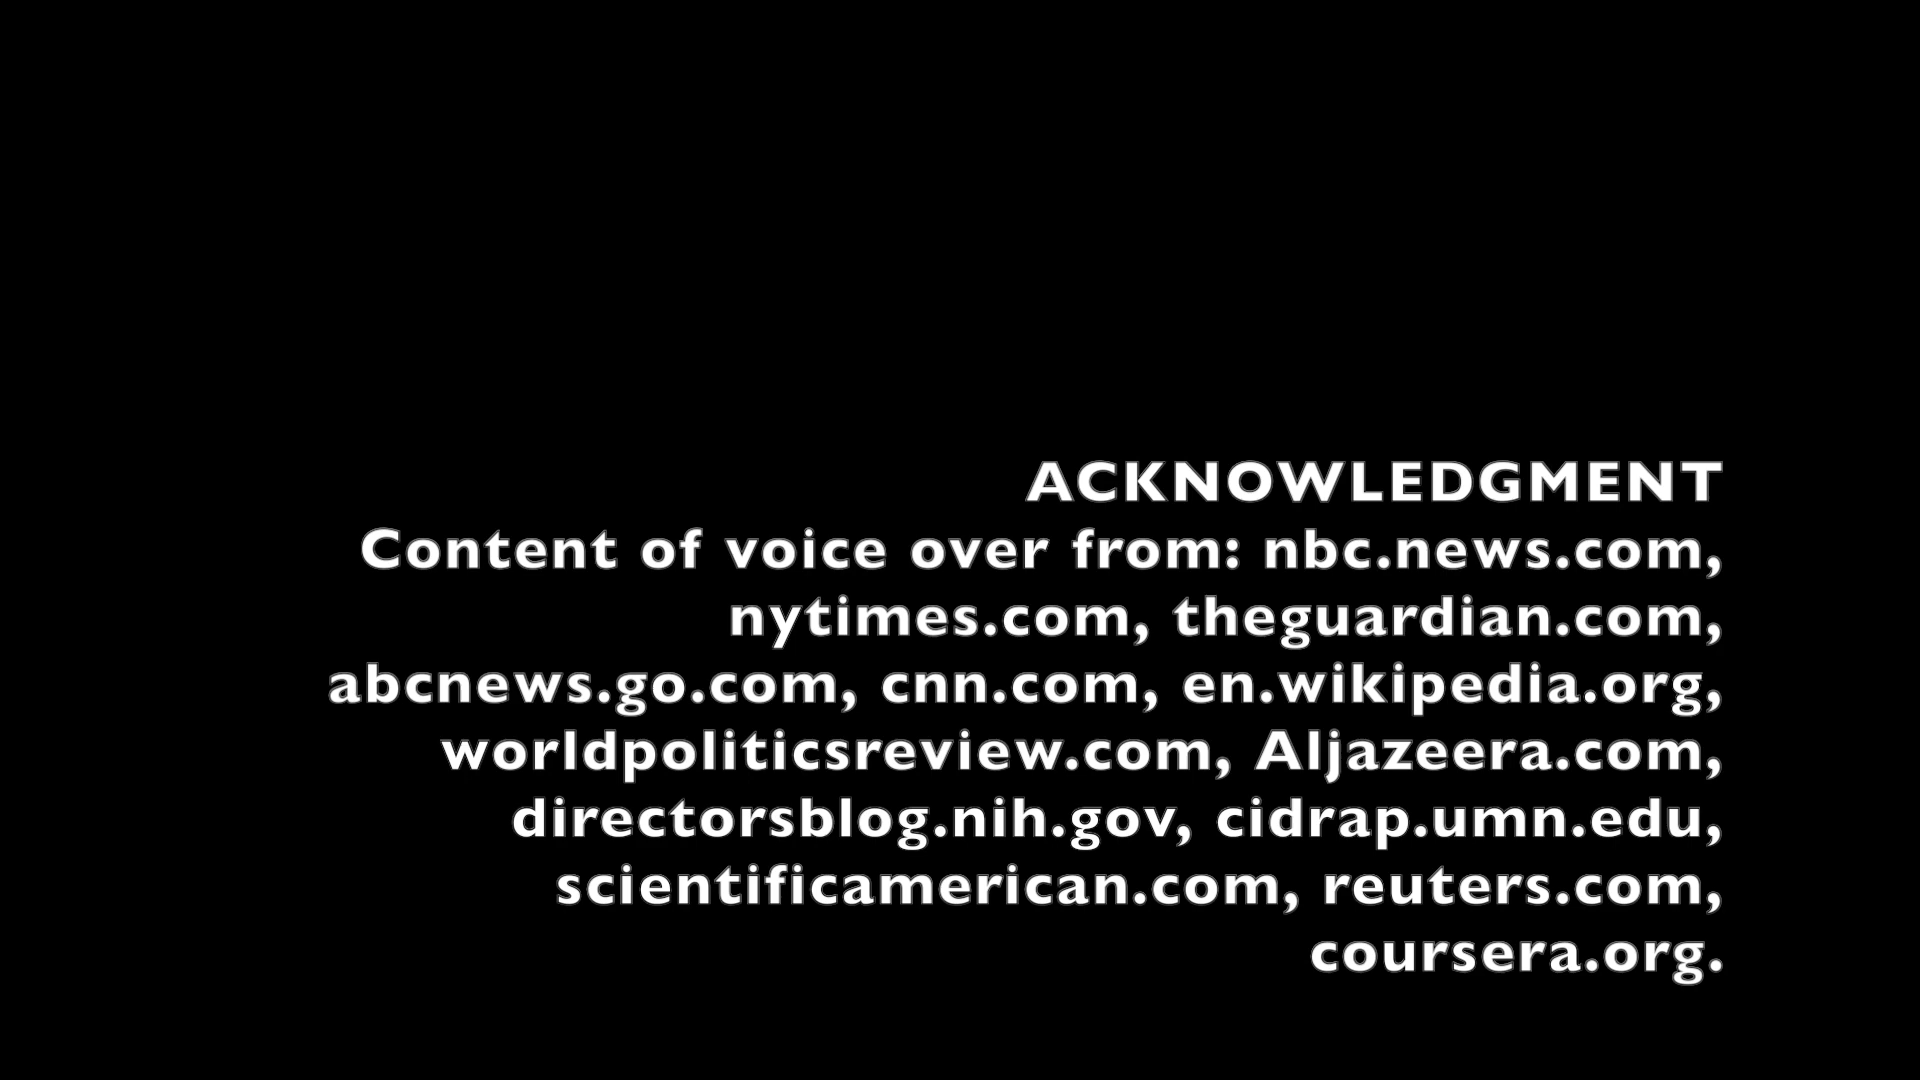 ACKNOWLEDGMENT
Content of voice over from: nbc.news.com,
nytimes.com, theguardian.com,
abcnews.go.com, cnn.com, en.wikipedia.org,
worldpoliticsreview.com, Aljazeera.com,
directorsblog.nih.gov, cidrap.umn.edu,
scientificamerican.com, reuters.com,
coursera.org.